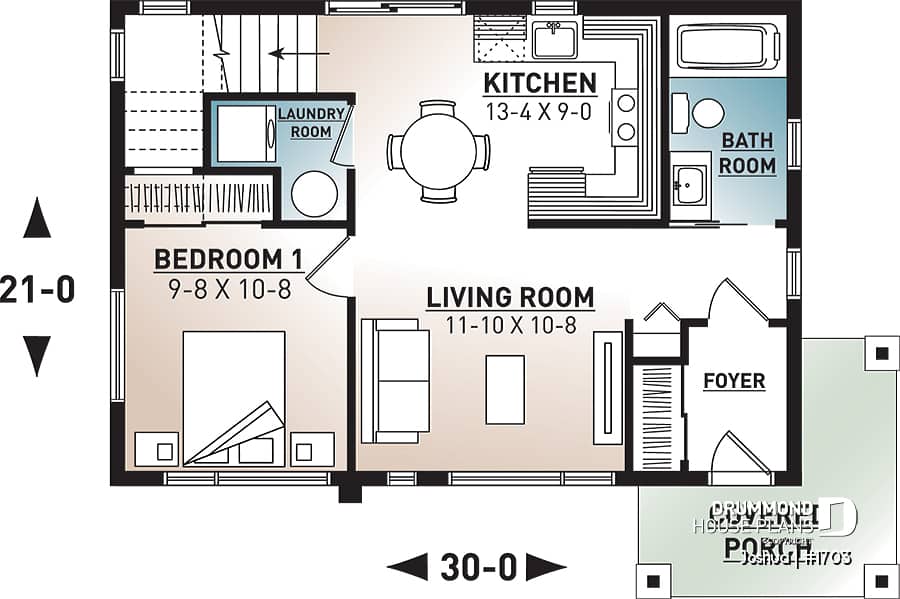 KITCHEN
13-4 X 9-0
LAUNDRY
ROOM
BATH
ROOM
BEDROOM 1
9-8 X 10-8
21-0
LIVING ROOM
11-10 X 10-8
FOYER
COVERED
PORCH
DRUMMOND
HOUSE PLANS
©COPYRIGHT
Joshua | #1703
30-0